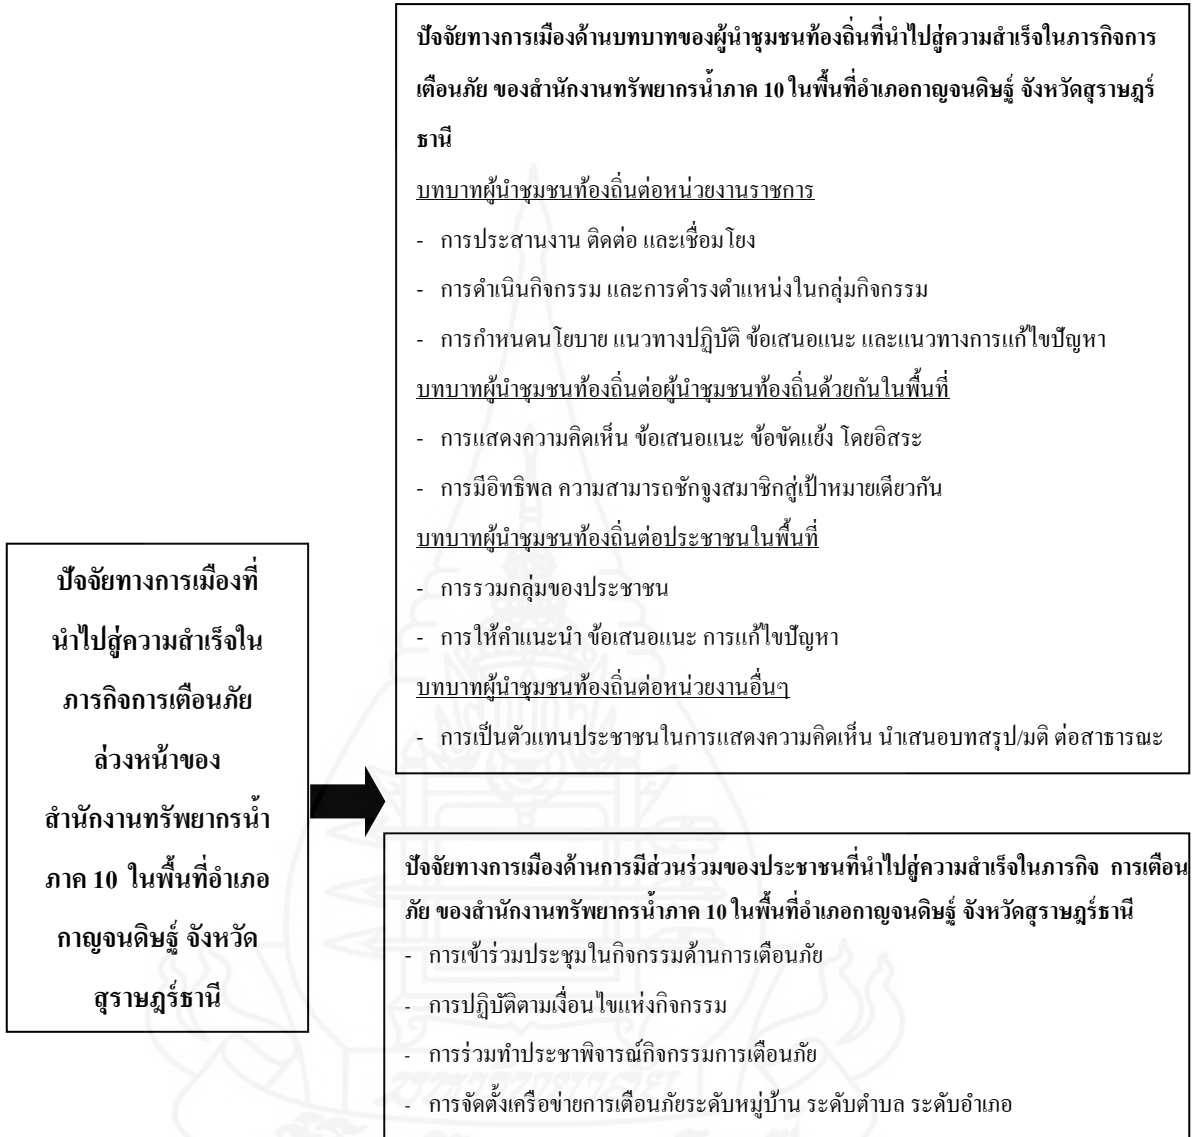 ปัจจัยทางการเมืองด้านบทบาทของผู้นำชุมชนท้องถิ่นที่นำไปสู่ความสำเร็จในภารกิจการ
เตือนภัย ของสำนักงานทรัพยากรน้ำภาค 10 ในพื้นที่อำเภอกาญจนดิษฐ์ จังหวัดสุราษฎร์
ธานี
บทบาทผู้นำชุมชนท้องถิ่นต่อหน่วยงานราชการ
- การประสานงาน ติดต่อ และเชื่อมโยง
- การดำเนินกิจกรรม และการดำรงตำแหน่งในกลุ่มกิจกรรม
- การกำหนดนโยบาย แนวทางปฏิบัติ ข้อเสนอแนะ และแนวทางการแก้ไขปัญหา
บทบาทผู้นำชุมชนท้องถิ่นต่อผู้นำชุมชนท้องถิ่นด้วยกันในพื้นที่
- การแสดงความคิดเห็น ข้อเสนอแนะ ข้อขัดแย้ง โดยอิสระ
- การมีอิทธิพล ความสามารถชักจูงสมาชิกสู่เป้าหมายเดียวกัน
บทบาทผู้นำชุมชนท้องถิ่นต่อประชาชนในพื้นที่
- การรวมกลุ่มของประชาชน
- การให้คำแนะนำ ข้อเสนอแนะ การแก้ไขปัญหา
บทบาทผู้นำชุมชนท้องถิ่นต่อหน่วยงานอื่นๆ
- การเป็นตัวแทนประชาชนในการแสดงความคิดเห็น นำเสนอบทสรุป/มติ ต่อสาธารณะ
ปัจจัยทางการเมืองที่
นำไปสู่ความสำเร็จใน
ภารกิจการเตือนภัย
ล่วงหน้าของ
สำนักงานทรัพยากรน้ำ
ภาค 10 ในพื้นที่อำเภอ
กาญจนดิษฐ์ จังหวัด
สุราษฎร์ธานี
ปัจจัยทางการเมืองด้านการมีส่วนร่วมของประชาชนที่นำไปสู่ความสำเร็จในภารกิจ การเตือน
ภัย ของสำนักงานทรัพยากรน้ำภาค 10 ในพื้นที่อำเภอกาญจนดิษฐ์ จังหวัดสุราษฎร์ธานี
- การเข้าร่วมประชุมในกิจกรรมด้านการเตือนภัย
- การปฏิบัติตามเงื่อนไขแห่งกิจกรรม
- การร่วมทำประชาพิจารณ์กิจกรรมการเตือนภัย
- การจัดตั้งเครือข่ายการเตือนภัยระดับหมู่บ้าน ระดับตำบล ระดับอำเภอ